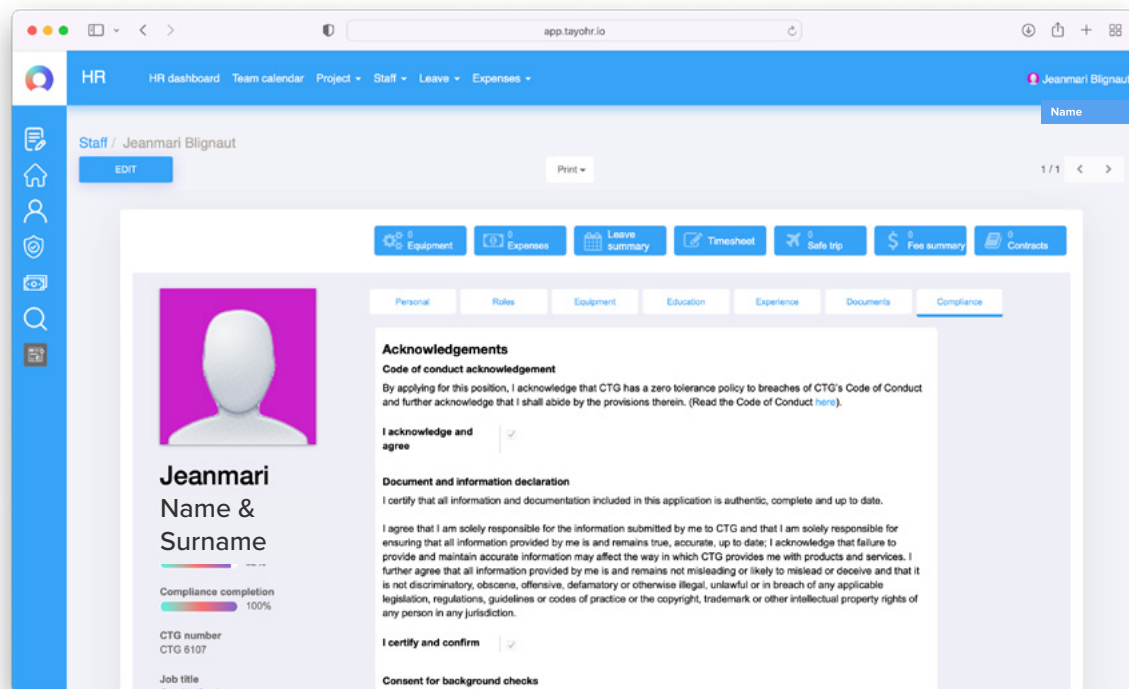 app.tayohr.io
HR HR dashboard Team calendar Project Staff Leave Expenses Jeanmari Blignaut
Name
Staff / Jeanmari Blignaut
EDIT Print 1 / 1
0 Equipment 0 Expenses Leave summary Timesheet 0 Safe trip 0 Fee summary 0 Contracts
Personal Roles Equipment Education Experience Documents Compliance
Jeanmari
Name &
Surname
Compliance completion
100%
CTG number
CTG 6107
Job title
Acknowledgements
Code of conduct acknowledgement
By applying for this position, I acknowledge that CTG has a zero tolerance policy to breaches of CTG's Code of Conduct
and further acknowledge that I shall abide by the provisions therein. (Read the Code of Conduct here).
I acknowledge and
agree
Document and information declaration
I certify that all information and documentation included in this application is authentic, complete and up to date.
I agree that I am solely responsible for the information submitted by me to CTG and that I am solely responsible for
ensuring that all information provided by me is and remains true, accurate, up to date; I acknowledge that failure to
provide and maintain accurate information may affect the way in which CTG provides me with products and services. I
further agree that all information provided by me is and remains not misleading or likely to mislead or deceive and that it
is not discriminatory, obscene, offensive, defamatory or otherwise illegal, unlawful or in breach of any applicable
legislation, regulations, guidelines or codes of practice or the copyright, trademark or other intellectual property rights of
any person in any jurisdiction.
I certify and confirm
Consent for background checks